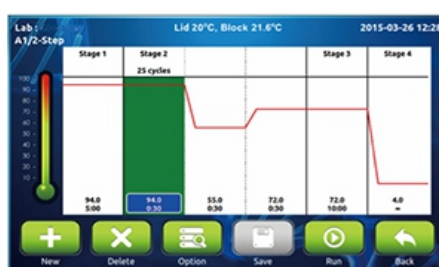 Lab : Lid 20°C, Block 21.6°C 2015-03-26 12:28
A1/2-Step
Stage 1 Stage 2 Stage 3 Stage 4
25 cycles
100
90
80
70
60
50
40
30
20
10
94.0 94.0 55.0 72.0 72.0 4.0
5:00 0:30 0:30 0:30 10:00 ∞
New Delete Option Save Run Back